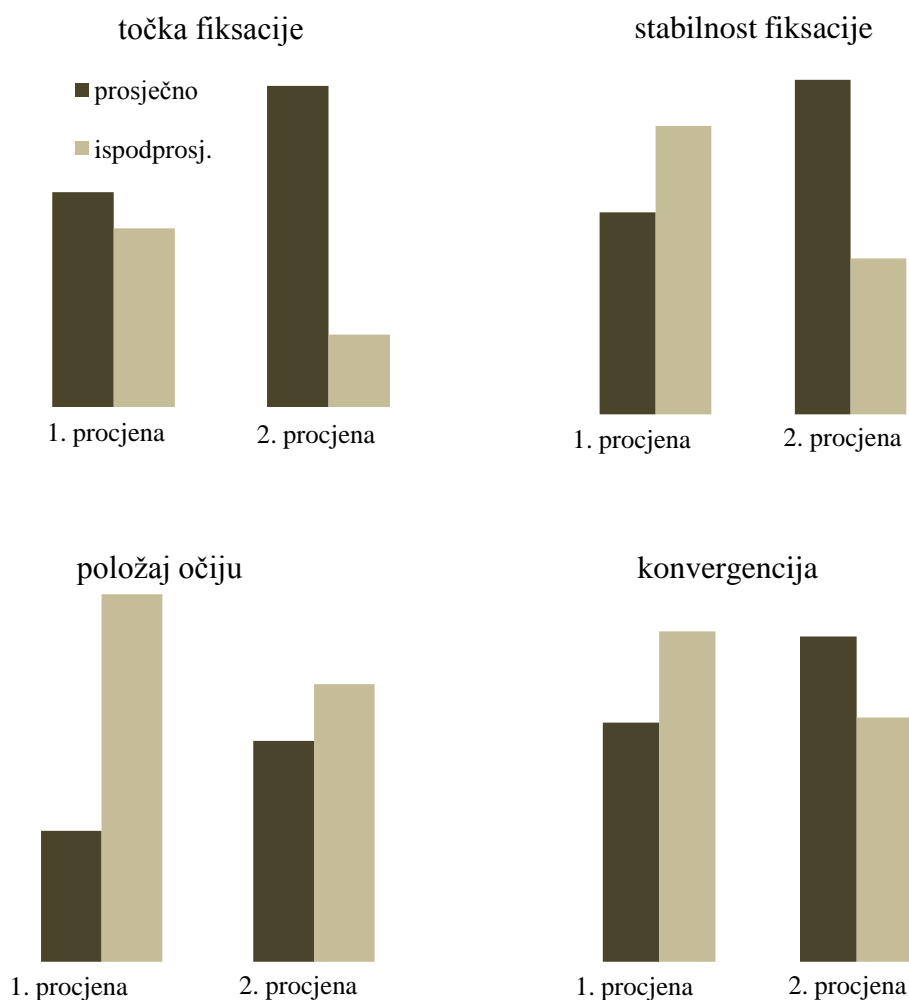 točka fiksacije
stabilnost fiksacije
prosječno
ispodprosj.
1. procjena
2. procjena
1. procjena
2. procjena
položaj očiju
konvergencija
1. procjena
2. procjena
1. procjena
2. procjena